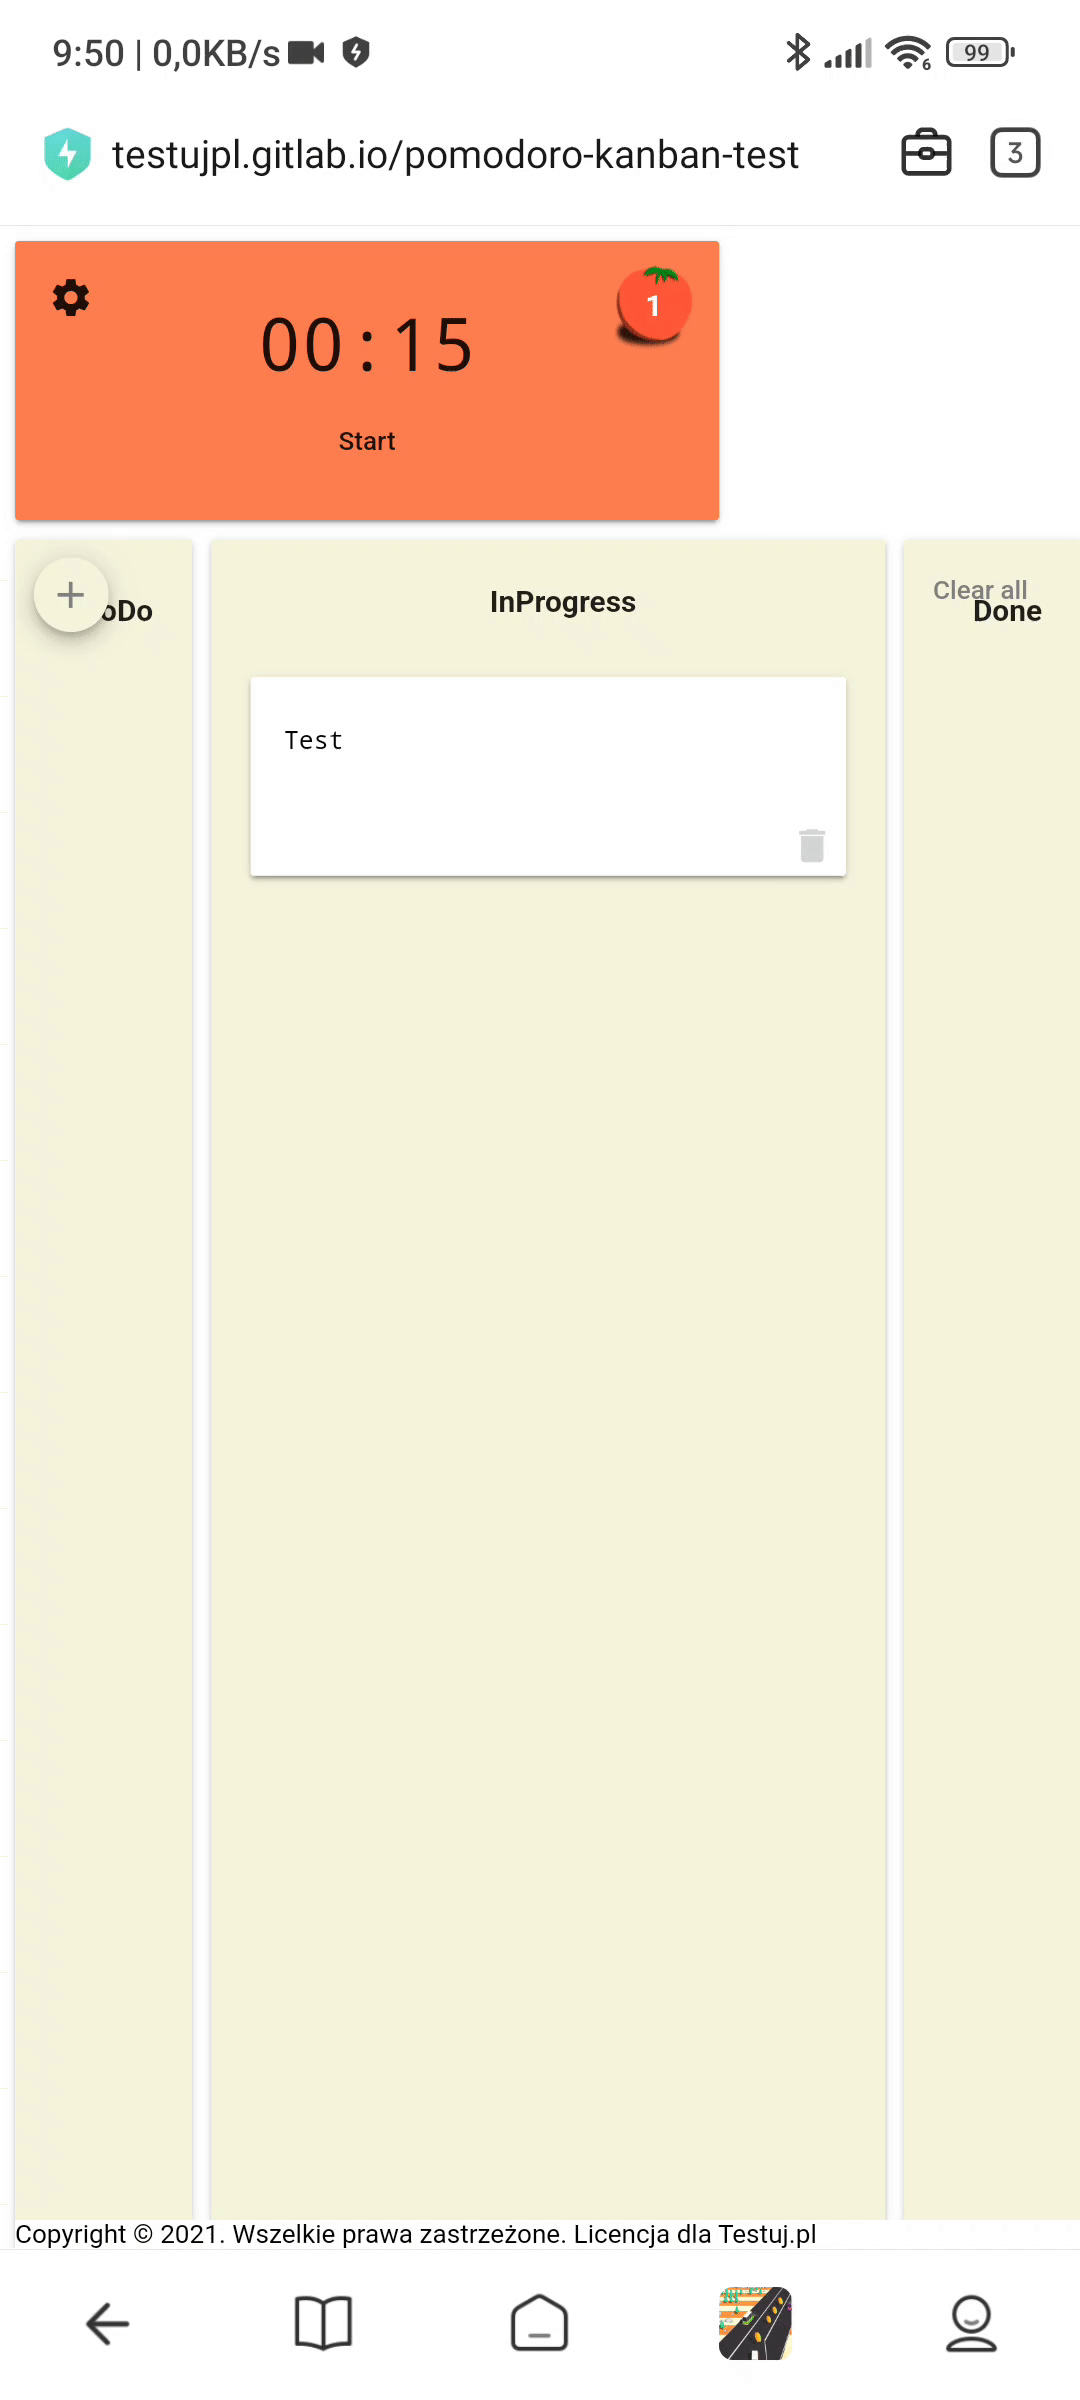 9:50 | 0,0KB/s
6
99
testujpl.gitlab.io/pomodoro-kanban-test
3
1
00:15
Start
+
oDo
InProgress
Clear all
Done
Test
Copyright © 2021. Wszelkie prawa zastrzeżone. Licencja dla Testuj.pl